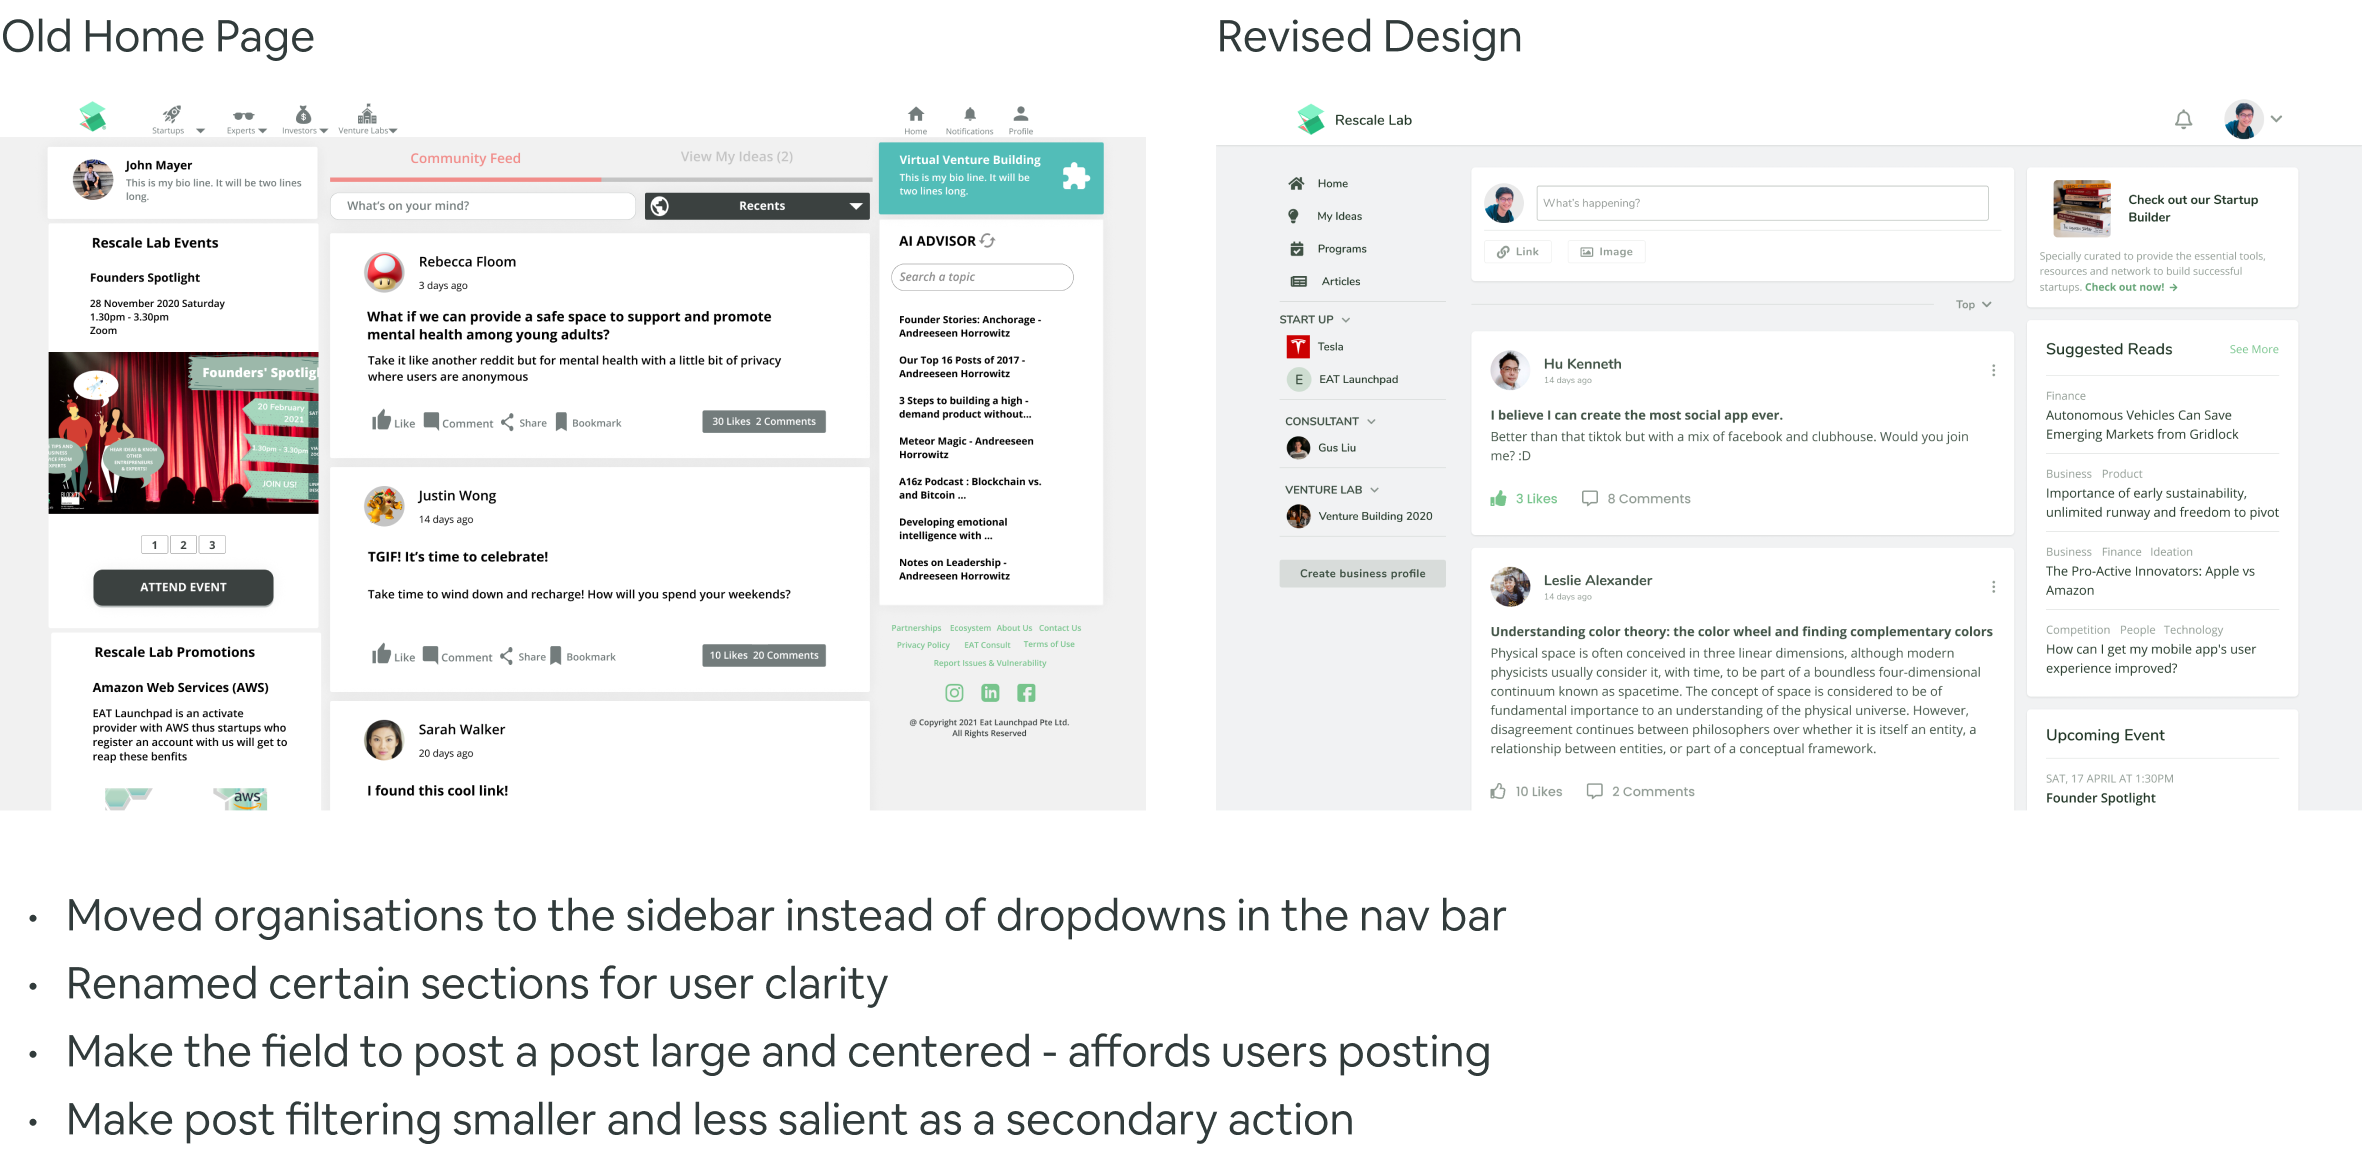 Old Home Page
Startups
Experts
Investors
Venture Labs
Home
Notifications
Profile
John Mayer
This is my bio line. It will be two lines
long.
Rescale Lab Events
Founders Spotlight
28 November 2020 Saturday
1.30pm - 3.30pm
Zoom
Founders' Spotlig
20 February
2021
1.30pm - 3.30pm
HEAR IDEAS & KNOW
OTHER
ENTREPRENEURS
& EXPERTS!
JOIN US!
1
2
3
ATTEND EVENT
Rescale Lab Promotions
Amazon Web Services (AWS)
EAT Launchpad is an activate
provider with AWS thus startups who
register an account with us will get to
reap these benfits
aws
Community Feed
View My Ideas (2)
What's on your mind?
Recents
Rebecca Floom
3 days ago
What if we can provide a safe space to support and promote
mental health among young adults?
Take it like another reddit but for mental health with a little bit of privacy
where users are anonymous
Like
Comment
Share
Bookmark
30 Likes 2 Comments
Justin Wong
14 days ago
TGIF! It's time to celebrate!
Take time to wind down and recharge! How will you spend your weekends?
Like
Comment
Share
Bookmark
10 Likes 20 Comments
Sarah Walker
20 days ago
I found this cool link!
Virtual Venture Building
This is my bio line. It will be
two lines long.
AI ADVISOR
Search a topic
Founder Stories: Anchorage -
Andreeseen Horrowitz
Our Top 16 Posts of 2017 -
Andreeseen Horrowitz
3 Steps to building a high -
demand product without...
Meteor Magic - Andreeseen
Horrowitz
A16z Podcast : Blockchain vs.
and Bitcoin ...
Developing emotional
intelligence with ...
Notes on Leadership -
Andreeseen Horrowitz
Partnerships Ecosystem About Us Contact Us
Privacy Policy EAT Consult Terms of Use
Report Issues & Vulnerability
@ Copyright 2021 Eat Launchpad Pte Ltd.
All Rights Reserved
Revised Design
Rescale Lab
Home
My Ideas
Programs
Articles
START UP
Tesla
E
EAT Launchpad
CONSULTANT
Gus Liu
VENTURE LAB
Venture Building 2020
Create business profile
What's happening?
Link
Image
Top
Hu Kenneth
14 days ago
I believe I can create the most social app ever.
Better than that tiktok but with a mix of facebook and clubhouse. Would you join
me? :D
3 Likes
8 Comments
Leslie Alexander
14 days ago
Understanding color theory: the color wheel and finding complementary colors
Physical space is often conceived in three linear dimensions, although modern
physicists usually consider it, with time, to be part of a boundless four-dimensional
continuum known as spacetime. The concept of space is considered to be of
fundamental importance to an understanding of the physical universe. However,
disagreement continues between philosophers over whether it is itself an entity, a
relationship between entities, or part of a conceptual framework.
10 Likes
2 Comments
Check out our Startup
Builder
Specially curated to provide the essential tools,
resources and network to build successful
startups. Check out now! →
Suggested Reads
See More
Finance
Autonomous Vehicles Can Save
Emerging Markets from Gridlock
Business Product
Importance of early sustainability,
unlimited runway and freedom to pivot
Business Finance Ideation
The Pro-Active Innovators: Apple vs
Amazon
Competition People Technology
How can I get my mobile app's user
experience improved?
Upcoming Event
SAT, 17 APRIL AT 1:30PM
Founder Spotlight
• Moved organisations to the sidebar instead of dropdowns in the nav bar
• Renamed certain sections for user clarity
• Make the field to post a post large and centered - affords users posting
• Make post filtering smaller and less salient as a secondary action